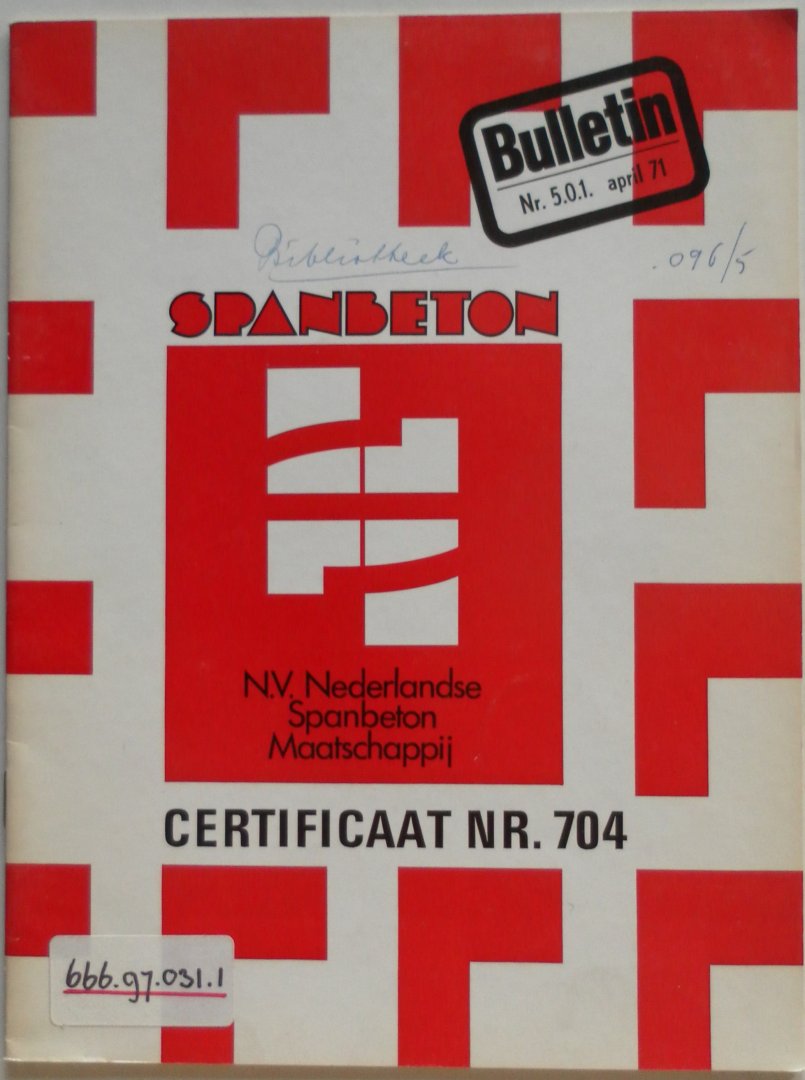 Bulletin
Nr. 5.0.1. april 71
Bibliotheek
.096/5
SPANBETON
N.V. Nederlandse
Spanbeton
Maatschappij
CERTIFICAAT NR. 704
666.97.031.1